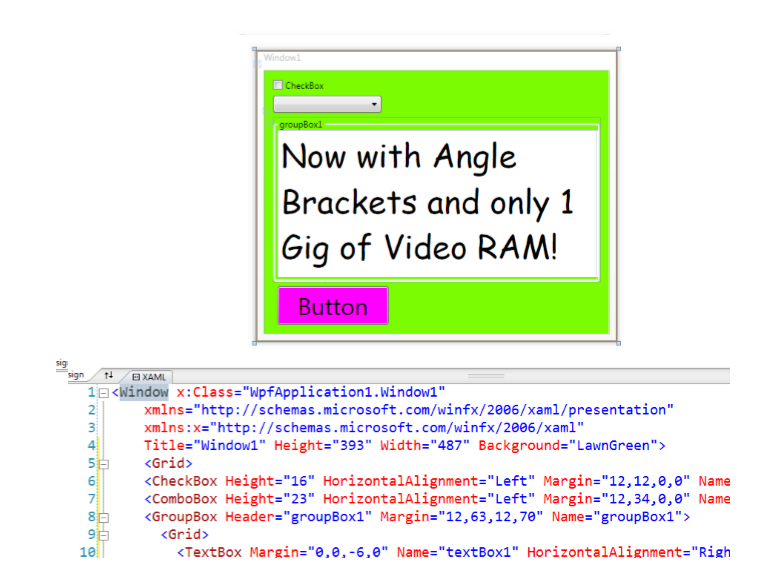 Window1
CheckBox
groupBox1
Now with Angle
Brackets and only 1
Gig of Video RAM!
Button
sign
XAML
1 <Window x:Class="WpfApplication1.Window1"
2 xmlns="http://schemas.microsoft.com/winfx/2006/xaml/presentation"
3 xmlns:x="http://schemas.microsoft.com/winfx/2006/xaml"
4 Title="Window1" Height="393" Width="487" Background="LawnGreen">
5 <Grid>
6 <CheckBox Height="16" HorizontalAlignment="Left" Margin="12,12,0,0" Name
7 <ComboBox Height="23" HorizontalAlignment="Left" Margin="12,34,0,0" Name
8 <GroupBox Header="groupBox1" Margin="12,63,12,70" Name="groupBox1">
9 <Grid>
10 <TextBox Margin="0,0,-6,0" Name="textBox1" HorizontalAlignment="Righ